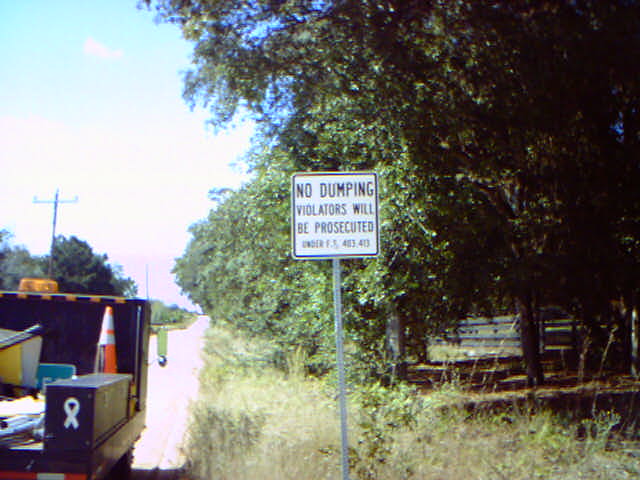 NO DUMPING
VIOLATORS WILL
BE PROSECUTED
UNDER F.S. 403.413